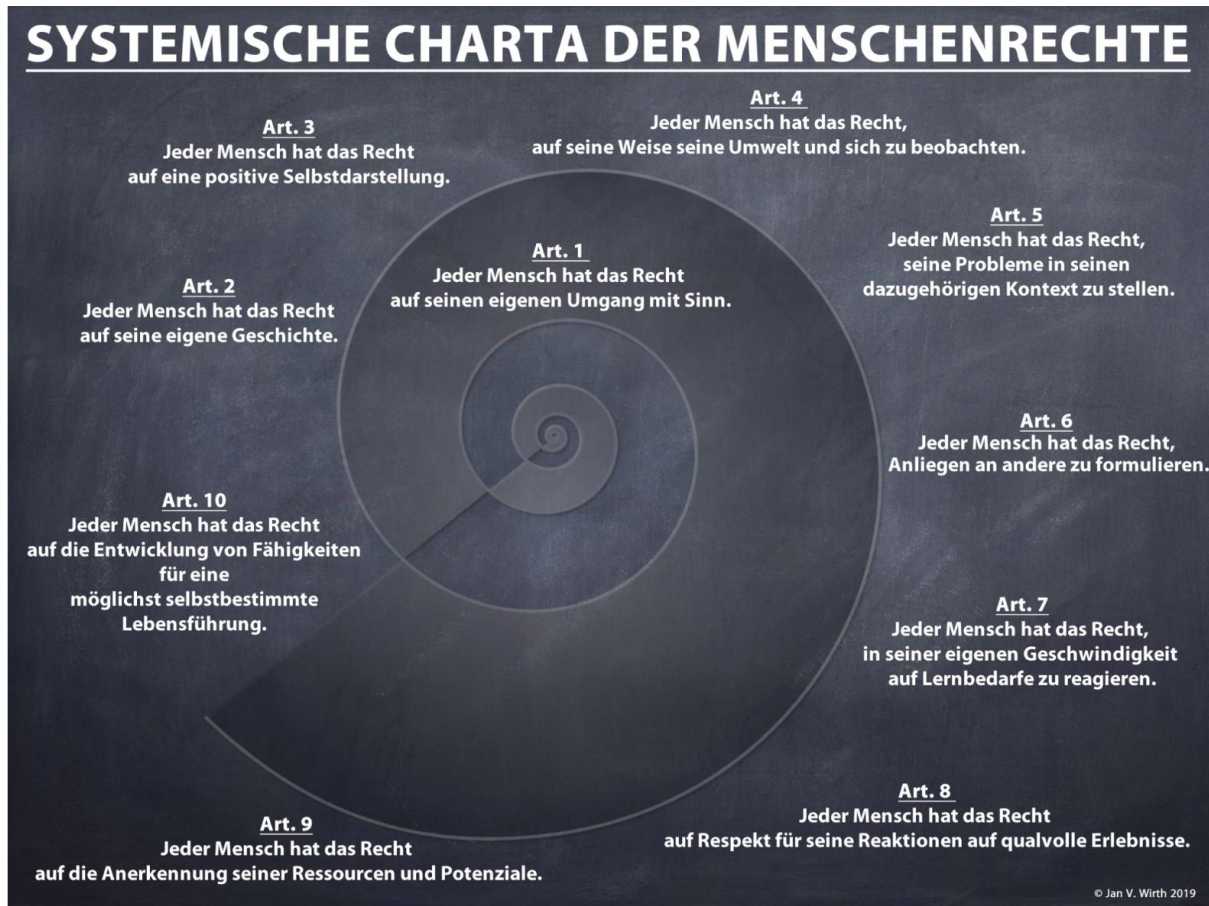 SYSTEMISCHE CHARTA DER MENSCHENRECHTE
Art. 1
Jeder Mensch hat das Recht
auf seinen eigenen Umgang mit Sinn.
Art. 2
Jeder Mensch hat das Recht
auf seine eigene Geschichte.
Art. 3
Jeder Mensch hat das Recht
auf eine positive Selbstdarstellung.
Art. 4
Jeder Mensch hat das Recht,
auf seine Weise seine Umwelt und sich zu beobachten.
Art. 5
Jeder Mensch hat das Recht,
seine Probleme in seinen
dazugehörigen Kontext zu stellen.
Art. 6
Jeder Mensch hat das Recht,
Anliegen an andere zu formulieren.
Art. 7
Jeder Mensch hat das Recht,
in seiner eigenen Geschwindigkeit
auf Lernbedarfe zu reagieren.
Art. 8
Jeder Mensch hat das Recht
auf Respekt für seine Reaktionen auf qualvolle Erlebnisse.
Art. 9
Jeder Mensch hat das Recht
auf die Anerkennung seiner Ressourcen und Potenziale.
Art. 10
Jeder Mensch hat das Recht
auf die Entwicklung von Fähigkeiten
für eine
möglichst selbstbestimmte
Lebensführung.
© Jan V. Wirth 2019